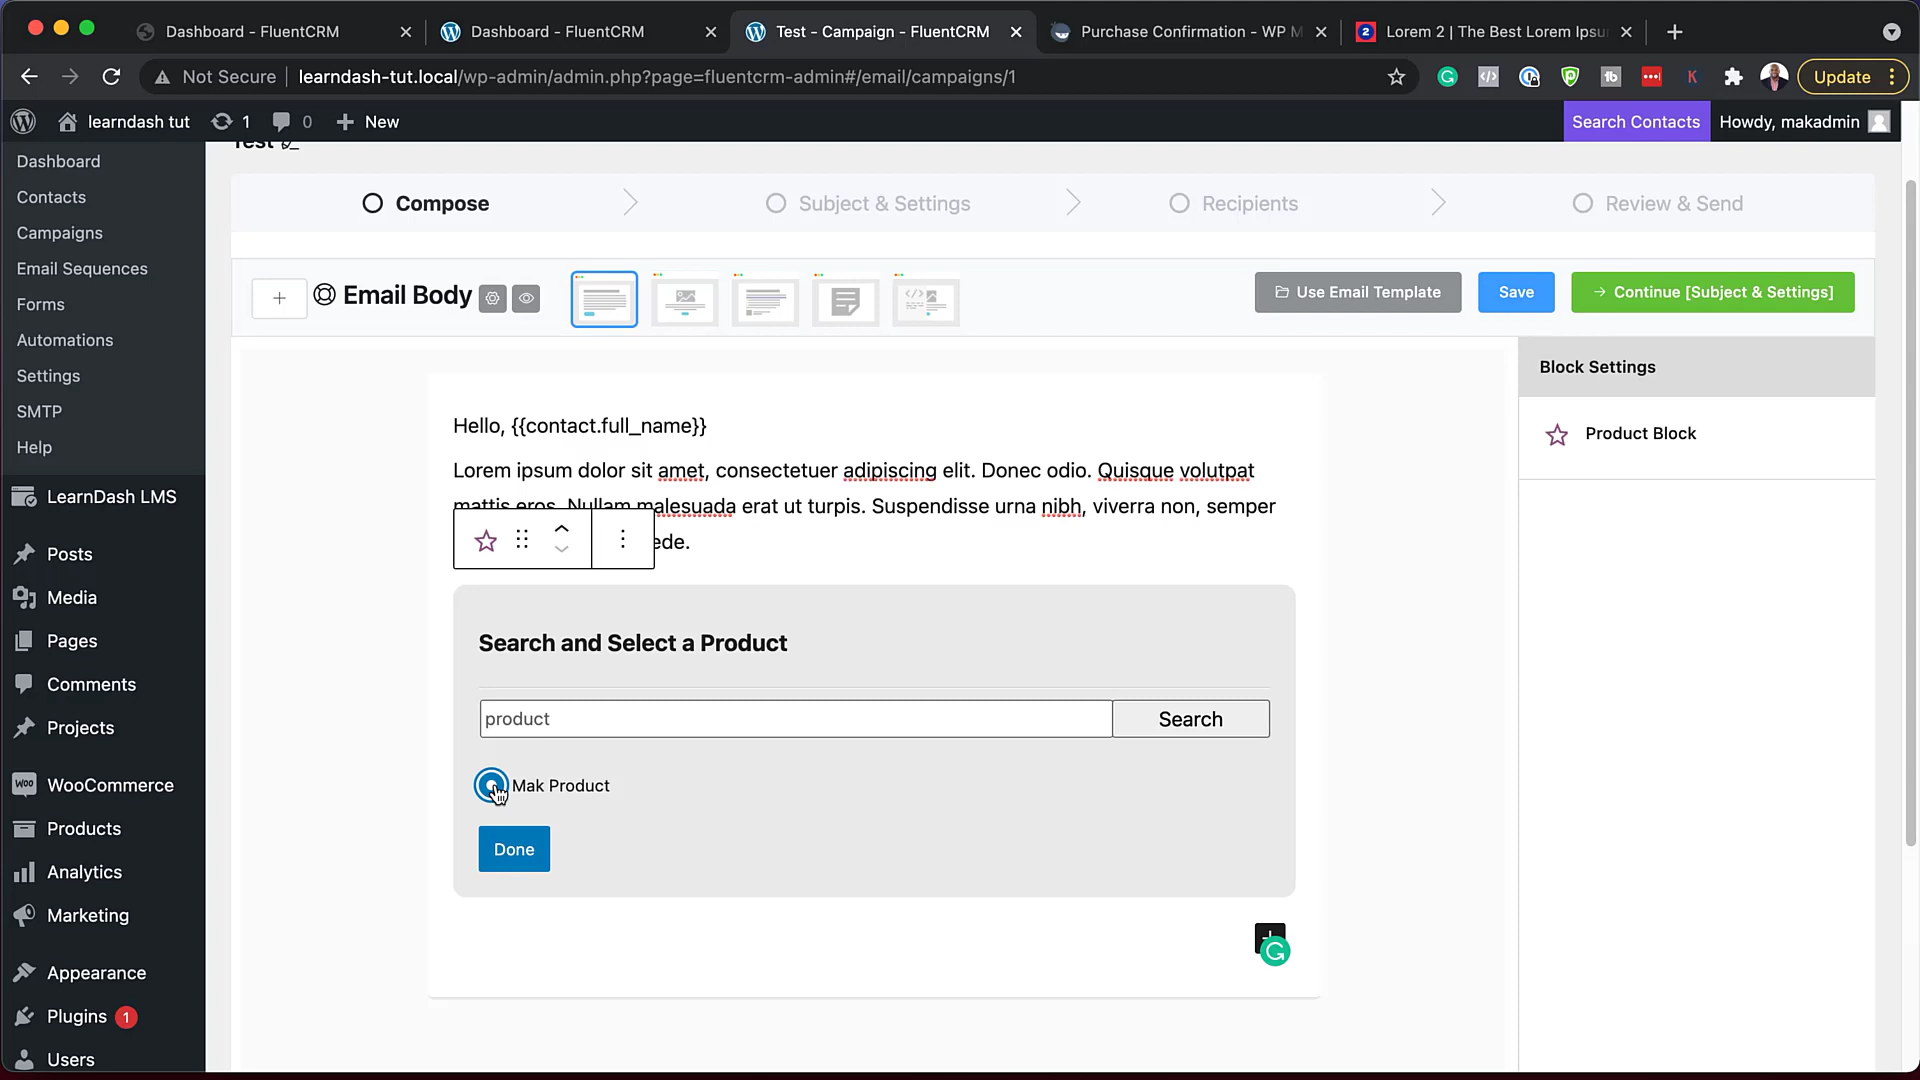 Dashboard - FluentCRM
Dashboard - FluentCRM
Test - Campaign - FluentCRM
Purchase Confirmation - WP M
Lorem 2 | The Best Lorem Ipsu
Not Secure
learndash-tut.local/wp-admin/admin.php?page=fluentcrm-admin#/email/campaigns/1
Update
learndash tut
1
0
New
Search Contacts
Howdy, makadmin
Dashboard
Contacts
Campaigns
Email Sequences
Forms
Automations
Settings
SMTP
Help
LearnDash LMS
Posts
Media
Pages
Comments
Projects
WooCommerce
Products
Analytics
Marketing
Appearance
Plugins 1
Users
Test
Compose
Subject & Settings
Recipients
Review & Send
Email Body
Use Email Template
Save
Continue [Subject & Settings]
Hello, {{contact.full_name}}
Lorem ipsum dolor sit amet, consectetuer adipiscing elit. Donec odio. Quisque volutpat
mattis eros. Nullam malesuada erat ut turpis. Suspendisse urna nibh, viverra non, semper
ede.
Search and Select a Product
product
Search
Mak Product
Done
Block Settings
Product Block